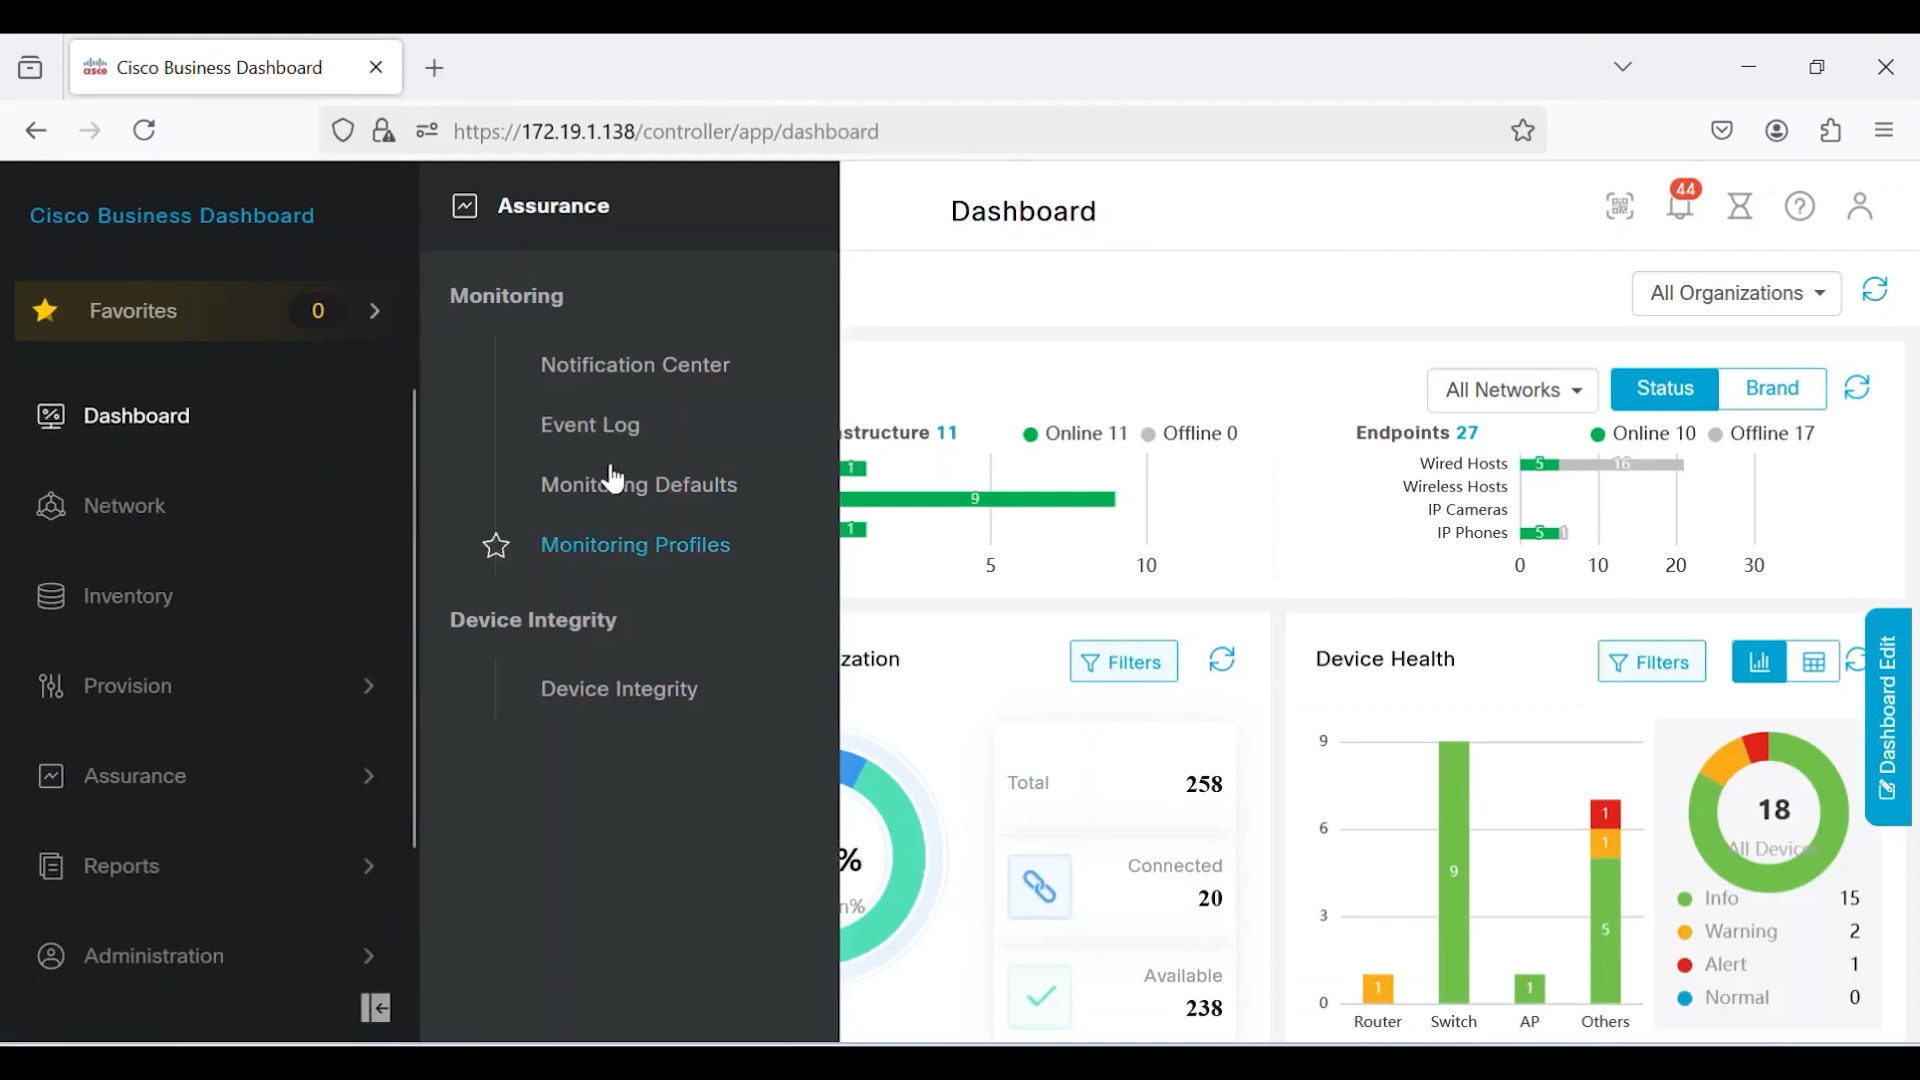 Cisco Business Dashboard
https://172.19.1.138/controller/app/dashboard
Cisco Business Dashboard
Favorites 0
Dashboard
Network
Inventory
Provision
Assurance
Reports
Administration
Assurance
Monitoring
Notification Center
Event Log
Monitoring Defaults
Monitoring Profiles
Device Integrity
Device Integrity
Dashboard
44
All Organizations
All Networks Status Brand
structure 11 Online 11 Offline 0
1
9
1
5 10
Endpoints 27 Online 10 Offline 17
Wired Hosts 5 16
Wireless Hosts
IP Cameras
IP Phones 5 1
0 10 20 30
zation Filters
%
n%
Total 258
Connected
20
Available
238
Device Health Filters
9
6
3
0
1 9 1 1 1 5
Router Switch AP Others
18
All Devic
Info 15
Warning 2
Alert 1
Normal 0
Dashboard Edit